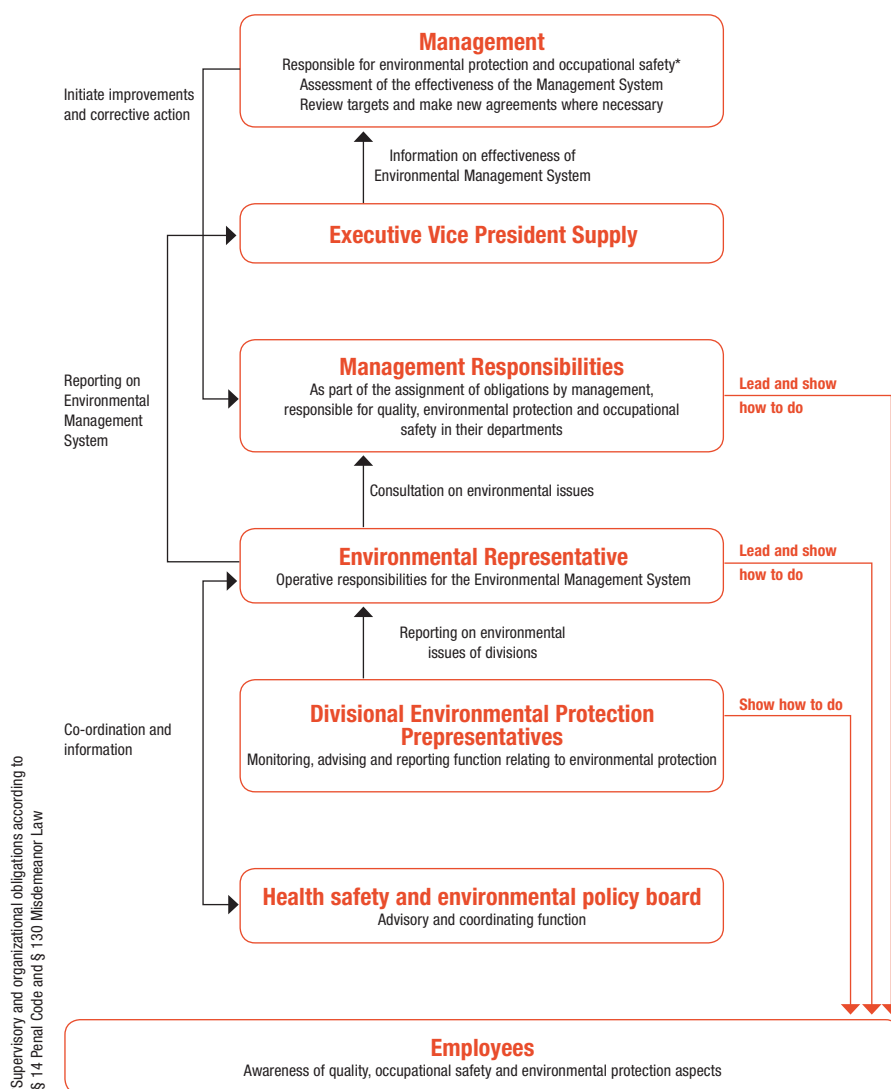 Management
Responsible for environmental protection and occupational safety*
Assessment of the effectiveness of the Management System
Review targets and make new agreements where necessary
Initiate improvements
and corrective action
Information on effectiveness of
Environmental Management System
Executive Vice President Supply
Management Responsibilities
As part of the assignment of obligations by management,
responsible for quality, environmental protection and occupational
safety in their departments
Lead and show
how to do
Reporting on
Environmental
Management
System
Consultation on environmental issues
Environmental Representative
Operative responsibilities for the Environmental Management System
Lead and show
how to do
Reporting on environmental
issues of divisions
Divisional Environmental Protection
Prepresentatives
Monitoring, advising and reporting function relating to environmental protection
Show how to do
Co-ordination and
information
Health safety and environmental policy board
Advisory and coordinating function
Employees
Awareness of quality, occupational safety and environmental protection aspects
Supervisory and organizational obligations according to
§ 14 Penal Code and § 130 Misdemeanor Law